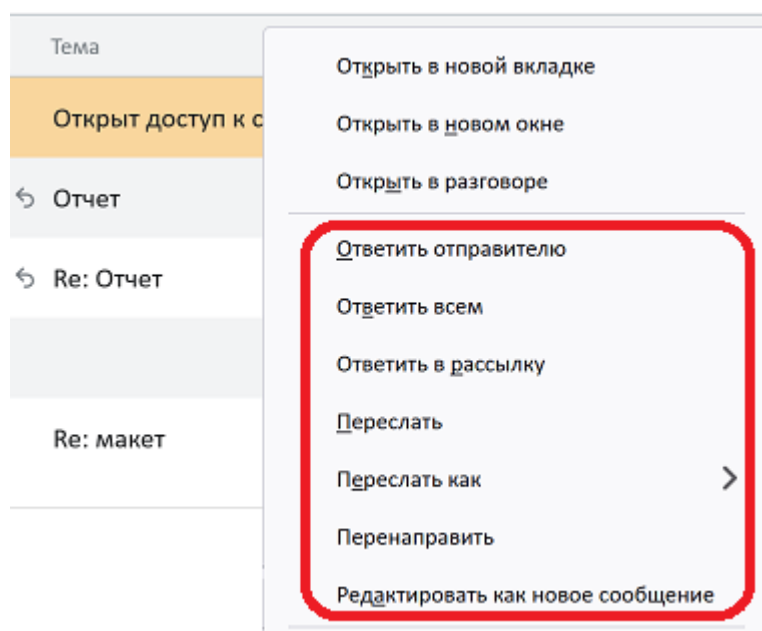 Тема
Открыт доступ к с
Отчет
Re: Отчет
Re: макет
Открыть в новой вкладке
Открыть в новом окне
Открыть в разговоре
Ответить отправителю
Ответить всем
Ответить в рассылку
Переслать
Переслать как
Перенаправить
Редактировать как новое сообщение